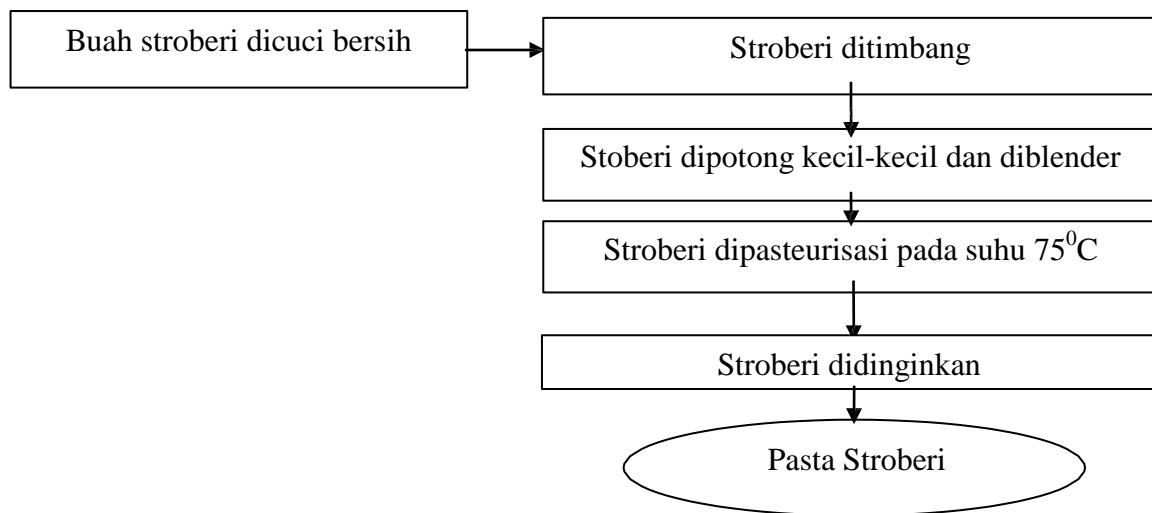 Buah stroberi dicuci bersih
Stroberi ditimbang
Stoberi dipotong kecil-kecil dan diblender
Stroberi dipasteurisasi pada suhu 75⁰C
Stroberi didinginkan
Pasta Stroberi